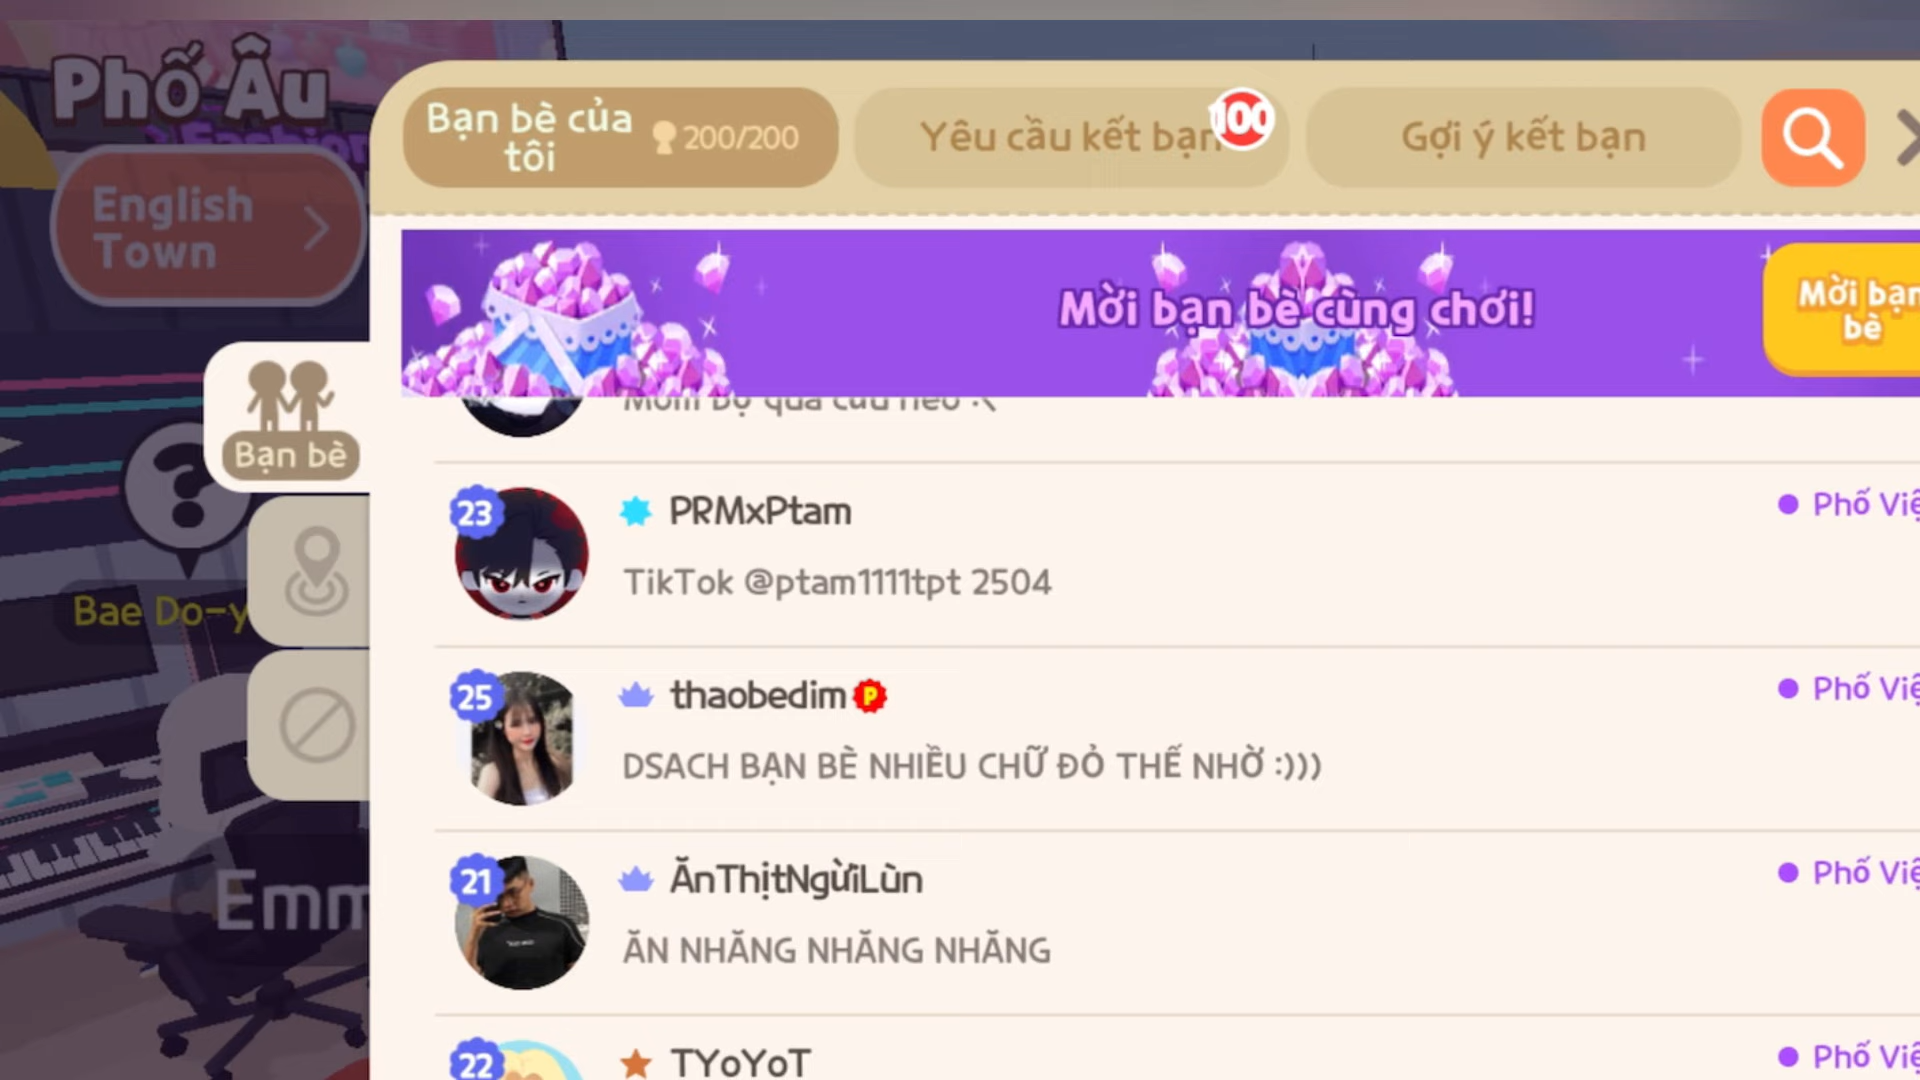 Phố Âu
Fashion
English
Town
Bạn bè của
tôi
200/200
Yêu cầu kết bạn
100
Gợi ý kết bạn
Mời bạn bè cùng chơi!
Mời bạn
bè
Bạn bè
Bae Do-y
Emm
23
PRMxPtam
TikTok @ptam1111tpt 2504
Phố Việ
25
thaobedim P
DSACH BẠN BÈ NHIỀU CHỮ ĐỎ THẾ NHỜ :)))
Phố Việ
21
ĂnThịtNgừiLùn
ĂN NHĂNG NHĂNG NHĂNG
Phố Việ
22
TYoYoT
Phố Việ